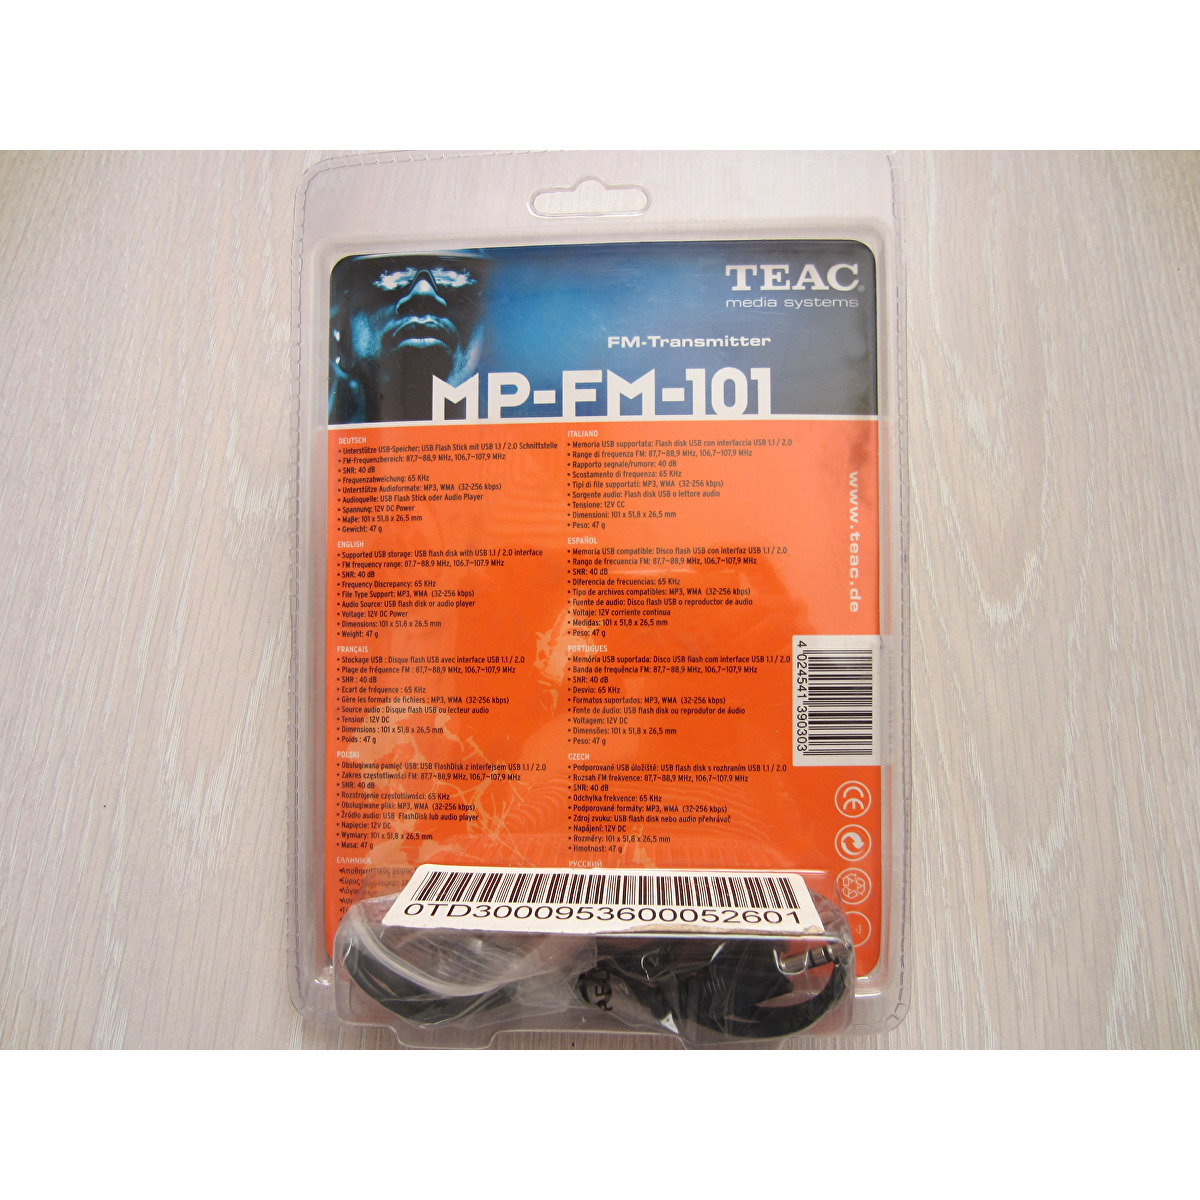 TEAC
media systems
FM-Transmitter
MP-FM-101
DEUTSCH
• Unterstütze USB-Speicher: USB Flash Stick mit USB 1.1 / 2.0 Schnittstelle
• FM-Frequenzbereich: 87,7~88,9 MHz, 106,7~107,9 MHz
• SNR: 40 dB
• Frequenzabweichung: 65 KHz
• Unterstütze Audioformate: MP3, WMA (32-256 kbps)
• Audioquelle: USB Flash Stick oder Audio Player
• Spannung: 12V DC Power
• Maße: 101 x 51,8 x 26,5 mm
• Gewicht: 47 g
ENGLISH
• Supported USB storage: USB flash disk with USB 1.1 / 2.0 interface
• FM frequency range: 87.7~88.9 MHz, 106.7~107.9 MHz
• SNR: 40 dB
• Frequency Discrepancy: 65 KHz
• File Type Support: MP3, WMA (32-256 kbps)
• Audio Source: USB flash disk or audio player
• Voltage: 12V DC Power
• Dimensions: 101 x 51,8 x 26.5 mm
• Weight: 47 g
FRANÇAIS
• Stockage USB : Disque flash USB avec interface USB 1.1 / 2.0
• Plage de fréquence FM : 87,7~88,9 MHz, 106,7~107,9 MHz
• SNR : 40 dB
• Ecart de fréquence : 65 KHz
• Gère les formats de fichiers : MP3, WMA (32-256 kbps)
• Source audio : Disque flash USB ou lecteur audio
• Tension : 12V DC
• Dimensions : 101 x 51,8 x 26,5 mm
• Poids : 47 g
POLSKI
• Obsługiwana pamięć USB: USB FlashDisk z interfejsem USB 1.1 / 2.0
• Zakres częstotliwości FM: 87,7~88,9 MHz, 106,7~107,9 MHz
• SNR: 40 dB
• Rozstrojenie częstotliwości: 65 KHz
• Obsługiwane pliki: MP3, WMA (32-256 kbps)
• Źródło audio: USB FlashDisk lub audio player
• Napięcie: 12V DC
• Wymiary: 101 x 51,8 x 26,5 mm
• Masa: 47 g
ΕΛΛΗΝΙΚΑ
ITALIANO
• Memoria USB supportata: Flash disk USB con interfaccia USB 1.1 / 2.0
• Range di frequenza FM: 87,7~88,9 MHz, 106,7~107,9 MHz
• Rapporto segnale/rumore: 40 dB
• Scostamento di frequenza: 65 KHz
• Tipi di file supportati: MP3, WMA (32-256 kbps)
• Sorgente audio: Flash disk USB o lettore audio
• Tensione: 12V CC
• Dimensioni: 101 x 51,8 x 26,5 mm
• Peso: 47 g
ESPAÑOL
• Memoria USB compatible: Disco flash USB con interfaz USB 1.1 / 2.0
• Rango de frecuencia FM: 87,7~88,9 MHz, 106,7~107,9 MHz
• SNR: 40 dB
• Diferencia de frecuencias: 65 KHz
• Tipo de archivos compatibles: MP3, WMA (32-256 kbps)
• Fuente de audio: Disco flash USB o reproductor de audio
• Voltaje: 12V corriente continua
• Medidas: 101 x 51,8 x 26,5 mm
• Peso: 47 g
PORTUGUES
• Memória USB suportada: Disco USB flash com interface USB 1.1 / 2.0
• Banda de frequência FM: 87,7~88,9 MHz, 106,7~107,9 MHz
• SNR: 40 dB
• Desvio: 65 KHz
• Formatos suportados: MP3, WMA (32-256 kbps)
• Fonte de áudio: USB flash disk ou reprodutor de áudio
• Voltagem: 12V DC
• Dimensões: 101 x 51,8 x 26,5 mm
• Peso: 47 g
CZECH
• Podporované USB úložiště: USB flash disk s rozhraním USB 1.1 / 2.0
• Rozsah FM frekvence: 87,7~88,9 MHz, 106,7~107.9 MHz
• SNR: 40 dB
• Odchylka frekvence: 65 KHz
• Podporované formáty: MP3, WMA (32-256 kbps)
• Zdroj zvuku: USB flash disk nebo audio přehrávač
• Napájení: 12V DC
• Rozměry: 101 x 51,8 x 26,5 mm
• Hmotnost: 47 g
РУССКИЙ
www.teac.de
4 024541 390303
CE
0TD3000953600052601